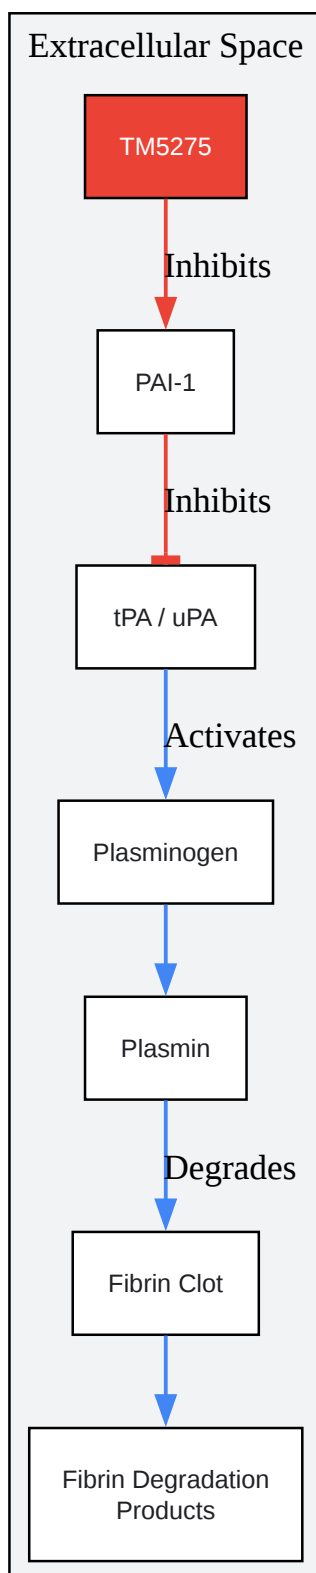 Extracellular Space
TM5275
Inhibits
PAI-1
Inhibits
tPA / uPA
Activates
Plasminogen
Plasmin
Degrades
Fibrin Clot
Fibrin Degradation
Products